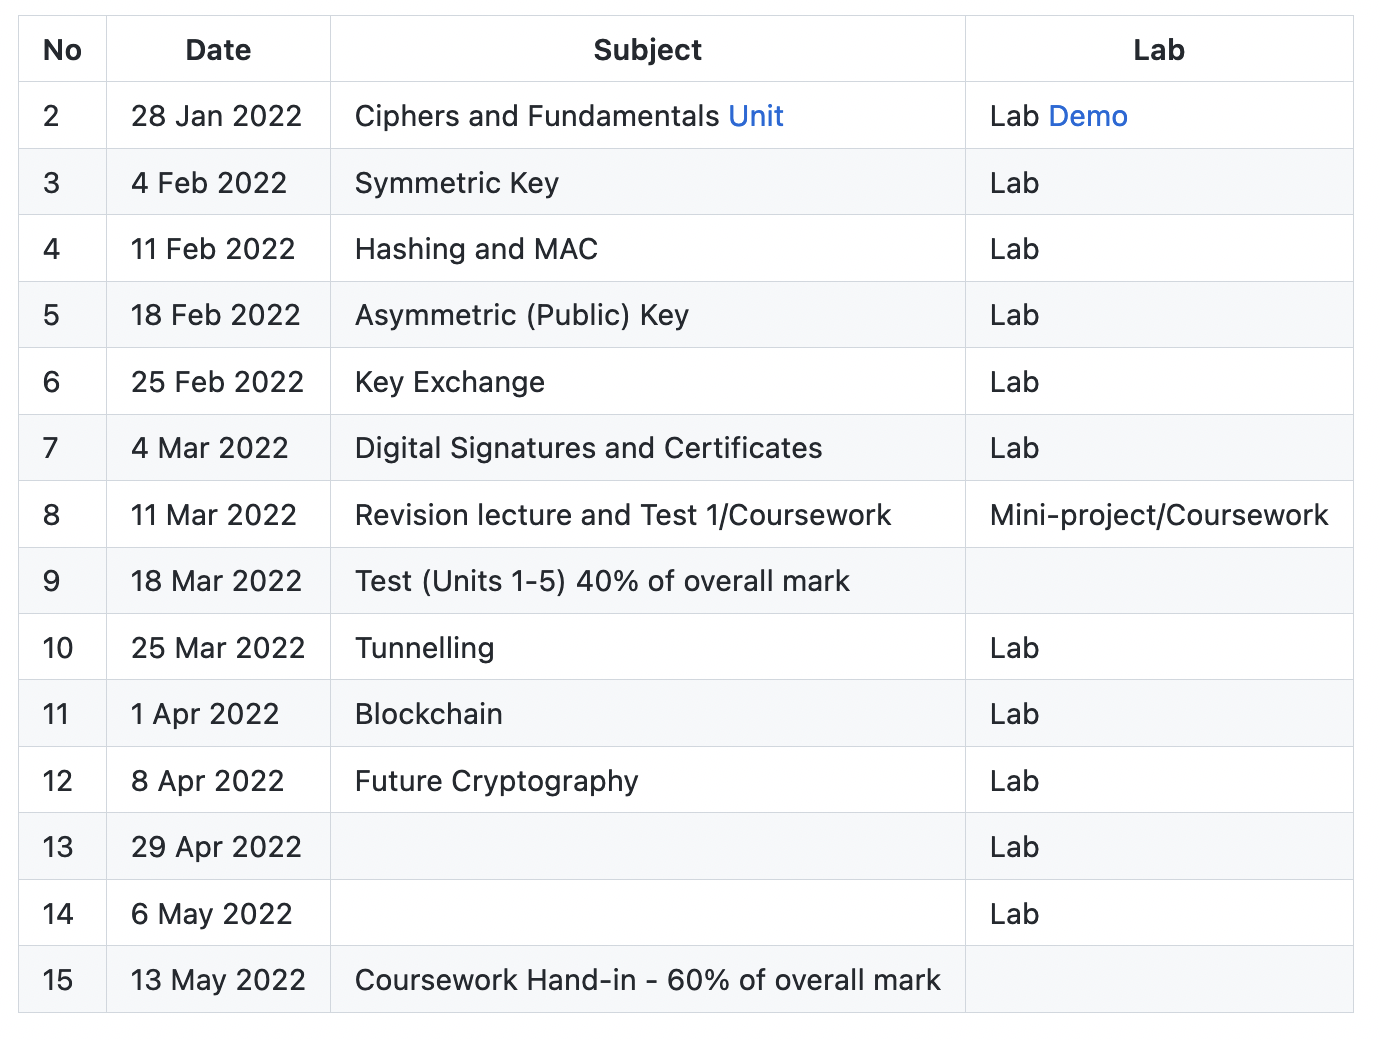 No Date Subject Lab
2 28 Jan 2022 Ciphers and Fundamentals Unit Lab Demo
3 4 Feb 2022 Symmetric Key Lab
4 11 Feb 2022 Hashing and MAC Lab
5 18 Feb 2022 Asymmetric (Public) Key Lab
6 25 Feb 2022 Key Exchange Lab
7 4 Mar 2022 Digital Signatures and Certificates Lab
8 11 Mar 2022 Revision lecture and Test 1/Coursework Mini-project/Coursework
9 18 Mar 2022 Test (Units 1-5) 40% of overall mark
10 25 Mar 2022 Tunnelling Lab
11 1 Apr 2022 Blockchain Lab
12 8 Apr 2022 Future Cryptography Lab
13 29 Apr 2022 Lab
14 6 May 2022 Lab
15 13 May 2022 Coursework Hand-in - 60% of overall mark